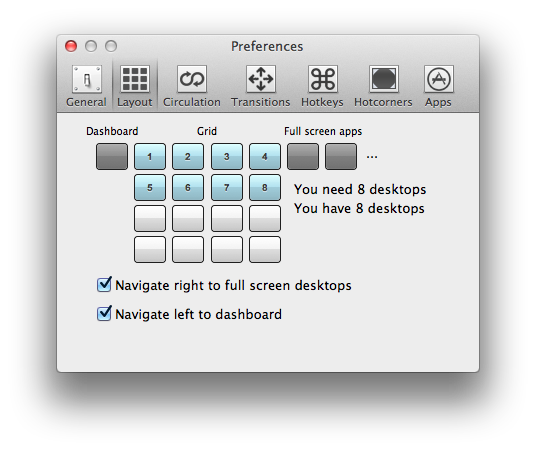 Preferences
General Layout Circulation Transitions Hotkeys Hotcorners Apps
Dashboard Grid Full screen apps
1 2 3 4 ...
5 6 7 8
You need 8 desktops
You have 8 desktops
Navigate right to full screen desktops
Navigate left to dashboard